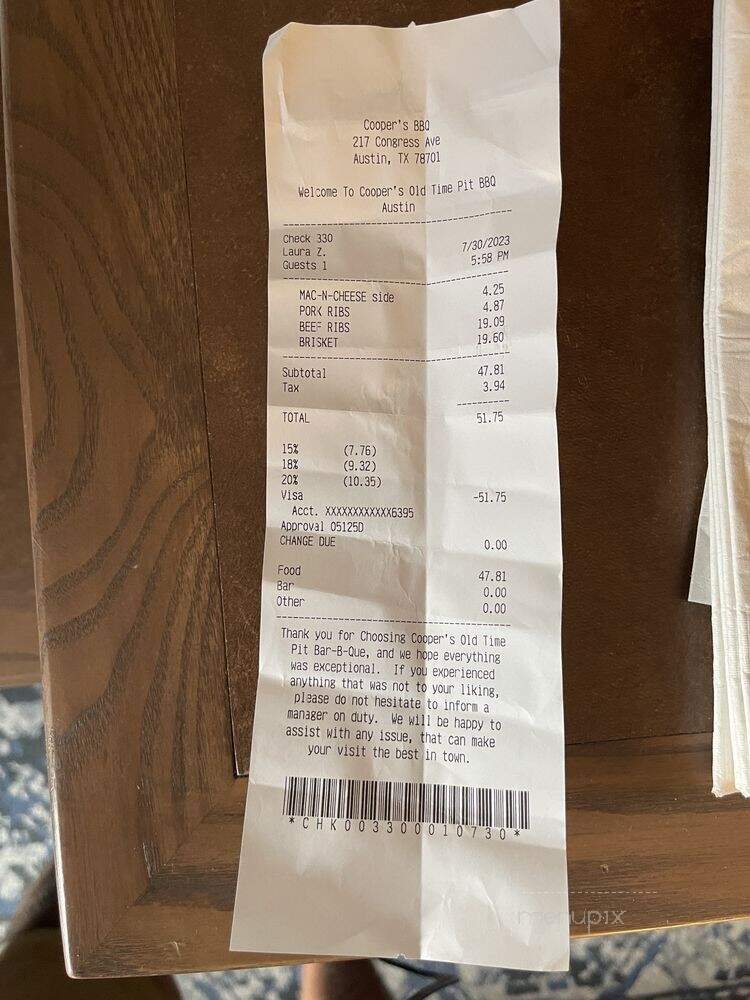 Cooper's BBQ
217 Congress Ave
Austin, TX 78701
Welcome To Cooper's Old Time Pit BBQ
Austin
Check 330
Laura Z.
Guests 1
7/30/2023
5:58 PM
MAC-N-CHEESE side 4.25
PORK RIBS 4.87
BEEF RIBS 19.09
BRISKET 19.60
Subtotal 47.81
Tax 3.94
TOTAL 51.75
15% (7.76)
18% (9.32)
20% (10.35)
Visa -51.75
Acct. XXXXXXXXXXXX6395
Approval 05125D
CHANGE DUE 0.00
Food 47.81
Bar 0.00
Other 0.00
Thank you for Choosing Cooper's Old Time
Pit Bar-B-Que, and we hope everything
was exceptional. If you experienced
anything that was not to your liking,
please do not hesitate to inform a
manager on duty. We will be happy to
assist with any issue, that can make
your visit the best in town.
*CHK003300010730*
menupix